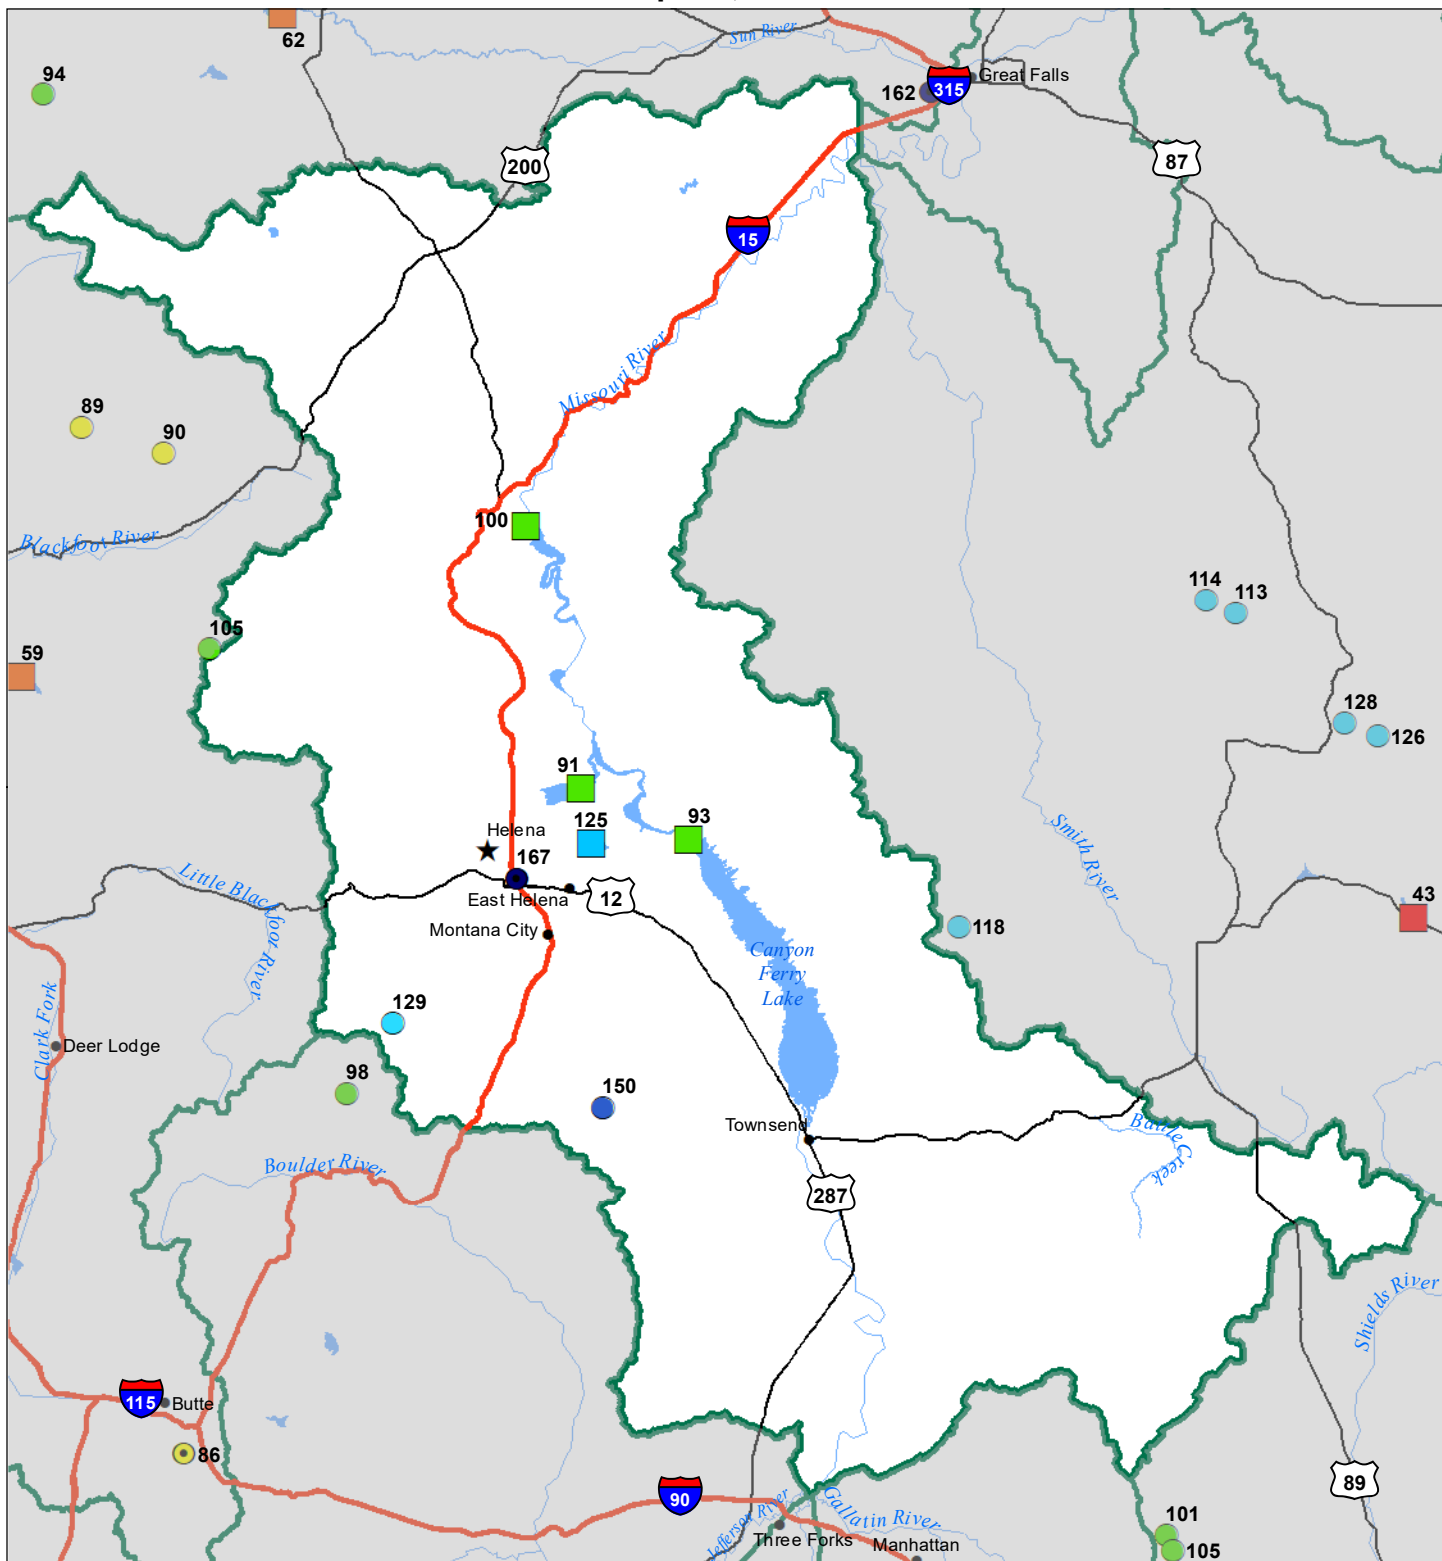 62
Sun River
94
Great Falls
162
315
200
87
15
Missouri River
89
90
100
Blackfoot River
114
113
105
59
128
126
91
93
125
Helena
167
Smith River
Little Blackfoot River
East Helena
12
43
Montana City
118
Canyon
Ferry
Lake
129
Clark Fork
Deer Lodge
98
150
Townsend
Battle Creek
Boulder River
287
Shields River
115
Butte
86
89
90
Jefferson River
Gallatin River
101
Three Forks
Manhattan
105